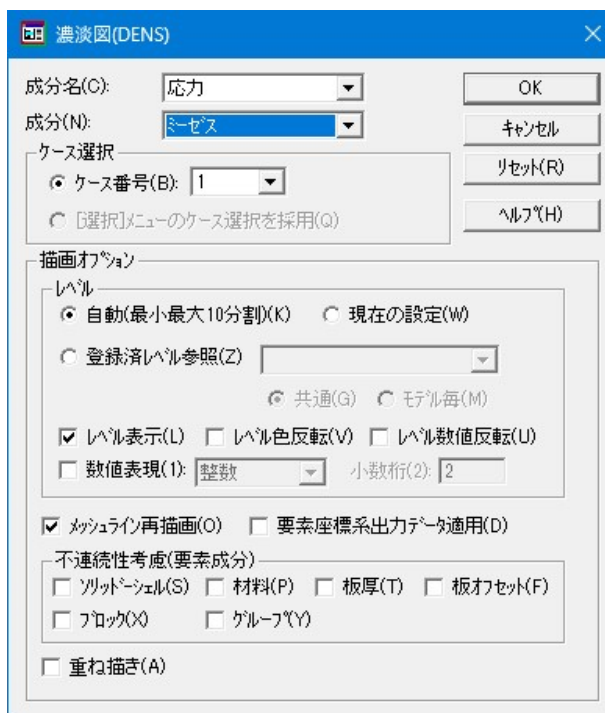 濃淡図(DENS)
成分名(C): 応力 OK
成分(N): ミーゼス キャンセル
ケース選択 リセット(R)
ケース番号(B): 1
[選択]メニューのケース選択を採用(Q) ヘルプ(H)
描画オプション
レベル
自動(最小最大10分割)(K) 現在の設定(W)
登録済レベル参照(Z)
共通(G) モデル毎(M)
レベル表示(L) レベル色反転(V) レベル数値反転(U)
数値表現(1): 整数 小数桁(2): 2
メッシュライン再描画(O) 要素座標系出力データ適用(D)
不連続性考慮(要素成分)
ソリッドーシェル(S) 材料(P) 板厚(T) 板オフセット(F)
ブロック(X) グループ(Y)
重ね描き(A)